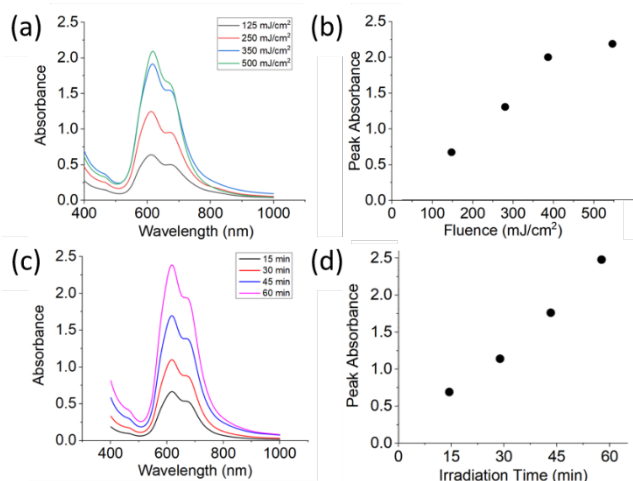 (a)
125 mJ/cm²
250 mJ/cm²
350 mJ/cm²
500 mJ/cm²
Absorbance
2.5
2.0
1.5
1.0
0.5
0.0
400 600 800 1000
Wavelength (nm)
(b)
Peak Absorbance
2.5
2.0
1.5
1.0
0.5
0.0
100 200 300 400 500
Fluence (mJ/cm²)
(c)
15 min
30 min
45 min
60 min
Absorbance
2.5
2.0
1.5
1.0
0.5
0.0
400 600 800 1000
Wavelength (nm)
(d)
Peak Absorbance
2.5
2.0
1.5
1.0
0.5
0.0
0 15 30 45 60
Irradiation Time (min)